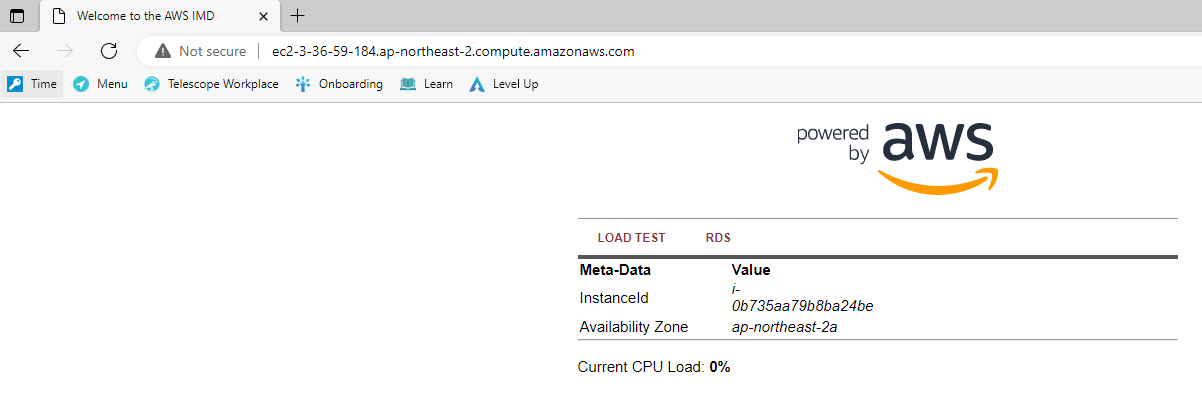 Welcome to the AWS IMD
Not secure ec2-3-36-59-184.ap-northeast-2.compute.amazonaws.com
Time Menu Telescope Workplace Onboarding Learn Level Up
powered
by aws
LOAD TEST RDS
Meta-Data Value
InstanceId i-
0b735aa79b8ba24be
Availability Zone ap-northeast-2a
Current CPU Load: 0%